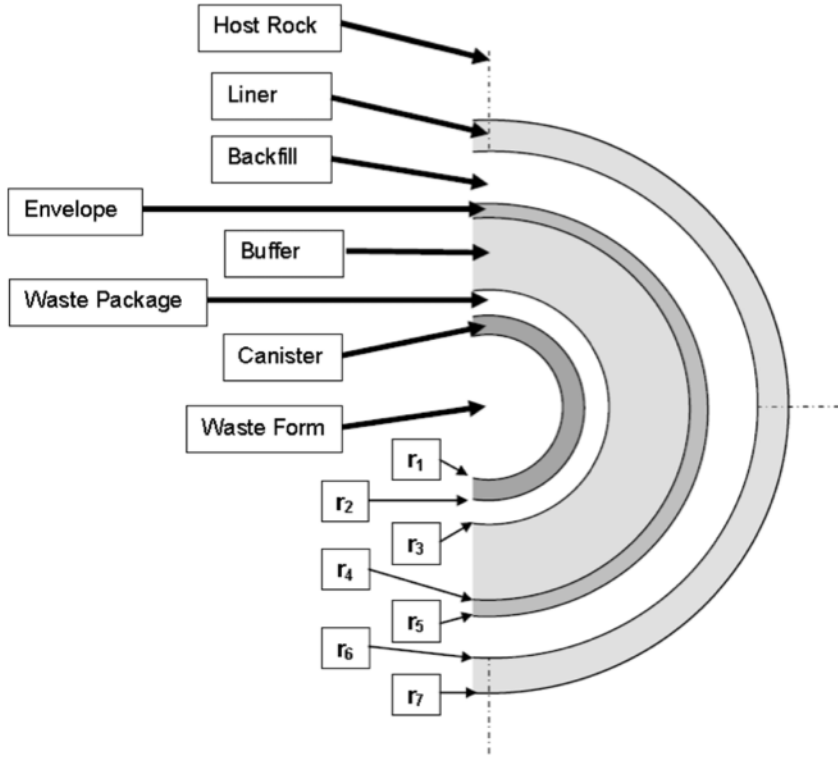 Host Rock
Liner
Backfill
Envelope
Buffer
Waste Package
Canister
Waste Form
r₁
r₂
r₃
r₄
r₅
r₆
r₇